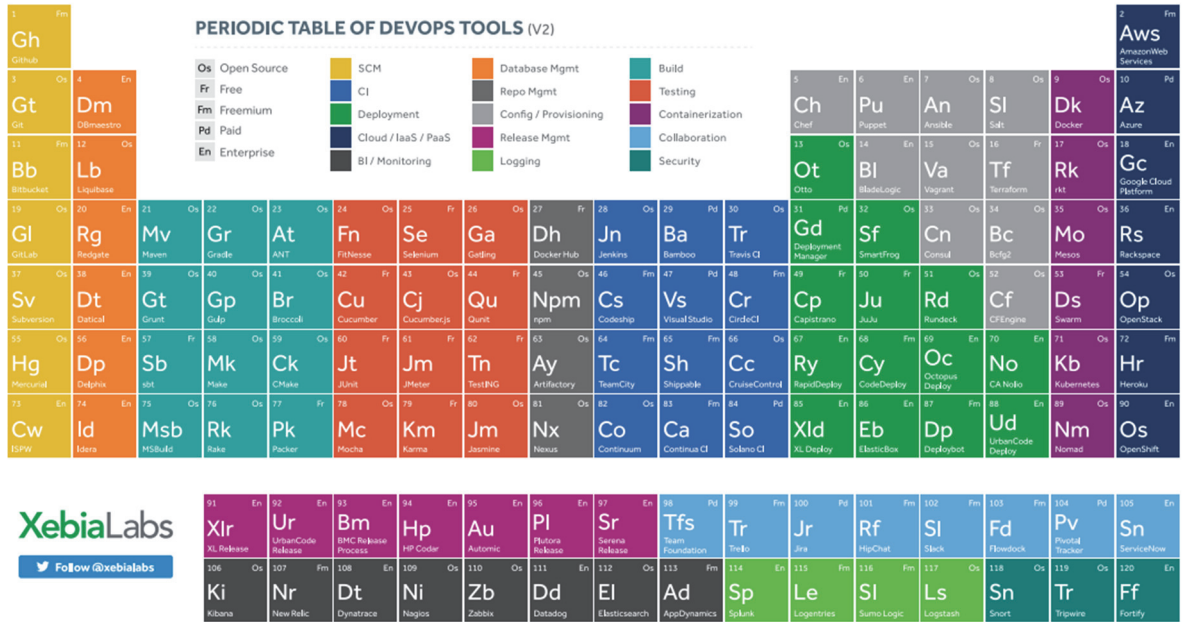 PERIODIC TABLE OF DEVOPS TOOLS (V2)
Os Open Source
Fr Free
Fm Freemium
Pd Paid
En Enterprise
SCM
CI
Deployment
Cloud / IaaS / PaaS
BI / Monitoring
Database Mgmt
Repo Mgmt
Config / Provisioning
Release Mgmt
Logging
Build
Testing
Containerization
Collaboration
Security
1 Fm
Gh
Github
2 Fm
Aws
AmazonWeb
Services
3 Os
Gt
Git
4 En
Dm
DBmaestro
5 En
Ch
Chef
6 En
Pu
Puppet
7 Os
An
Ansible
8 Os
Sl
Salt
9 Os
Dk
Docker
10 Pd
Az
Azure
11 Fm
Bb
Bitbucket
12 Os
Lb
Liquibase
13 Os
Ot
Otto
14 En
Bl
BladeLogic
15 Os
Va
Vagrant
16 Fr
Tf
Terraform
17 Os
Rk
rkt
18 En
Gc
Google Cloud
Platform
19 Os
Gl
GitLab
20 En
Rg
Redgate
21 Os
Mv
Maven
22 Os
Gr
Gradle
23 Os
At
ANT
24 Os
Fn
FitNesse
25 Fr
Se
Selenium
26 Os
Ga
Gatling
27 Fr
Dh
Docker Hub
28 Os
Jn
Jenkins
29 Pd
Ba
Bamboo
30 Os
Tr
Travis CI
31 Pd
Gd
Deployment
Manager
32 Os
Sf
SmartFrog
33 Os
Cn
Consul
34 Os
Bc
Bcfg2
35 Os
Mo
Mesos
36 En
Rs
Rackspace
37 Os
Sv
Subversion
38 En
Dt
Datical
39 Os
Gt
Grunt
40 Os
Gp
Gulp
41 Os
Br
Broccoli
42 Fr
Cu
Cucumber
43 Os
Cj
Cucumber.js
44 Fr
Qu
Qunit
45 Os
Npm
npm
46 Fm
Cs
Codeship
47 Pd
Vs
Visual Studio
48 Fm
Cr
CircleCI
49 Fr
Cp
Capistrano
50 Fr
Ju
JuJu
51 Os
Rd
Rundeck
52 Os
Cf
CFEngine
53 Fr
Ds
Swarm
54 Os
Op
OpenStack
55 Os
Hg
Mercurial
56 En
Dp
Delphix
57 Fr
Sb
sbt
58 Os
Mk
Make
59 Os
Ck
CMake
60 Fr
Jt
JUnit
61 Fr
Jm
JMeter
62 Fr
Tn
TestNG
63 Os
Ay
Artifactory
64 Fm
Tc
TeamCity
65 Fm
Sh
Shippable
66 Os
Cc
CruiseControl
67 En
Ry
RapidDeploy
68 Fm
Cy
CodeDeploy
69 En
Oc
Octopus
Deploy
70 En
No
CA Nolio
71 Os
Kb
Kubernetes
72 Fm
Hr
Heroku
73 En
Cw
ISPW
74 En
Id
Idera
75 Os
Msb
MSBuild
76 Os
Rk
Rake
77 Fr
Pk
Packer
78 Os
Mc
Mocha
79 Fr
Km
Karma
80 Os
Jm
Jasmine
81 Os
Nx
Nexus
82 Os
Co
Continuum
83 Fm
Ca
Continua CI
84 Pd
So
Solano CI
85 En
Xld
XL Deploy
86 En
Eb
ElasticBox
87 Fm
Dp
Deploybot
88 En
Ud
UrbanCode
Deploy
89 Os
Nm
Nomad
90 En
Os
OpenShift
XebiaLabs
Follow @xebialabs
91 En
Xlr
XL Release
92 En
Ur
UrbanCode
Release
93 En
Bm
BMC Release
Process
94 En
Hp
HP Codar
95 En
Au
Automic
96 En
Pl
Plutora
Release
97 En
Sr
Serena
Release
98 Pd
Tfs
Team
Foundation
99 Fm
Tr
Trello
100 Pd
Jr
Jira
101 Fm
Rf
HipChat
102 Fm
Sl
Slack
103 Fm
Fd
Flowdock
104 Pd
Pv
Pivotal
Tracker
105 En
Sn
ServiceNow
106 Os
Ki
Kibana
107 Fm
Nr
New Relic
108 En
Dt
Dynatrace
109 Os
Ni
Nagios
110 Os
Zb
Zabbix
111 En
Dd
Datadog
112 Os
El
Elasticsearch
113 Fm
Ad
AppDynamics
114 En
Sp
Splunk
115 Fm
Le
Logentries
116 Fm
Sl
Sumo Logic
117 Os
Ls
Logstash
118 Os
Sn
Snort
119 Os
Tr
Tripwire
120 En
Ff
Fortify